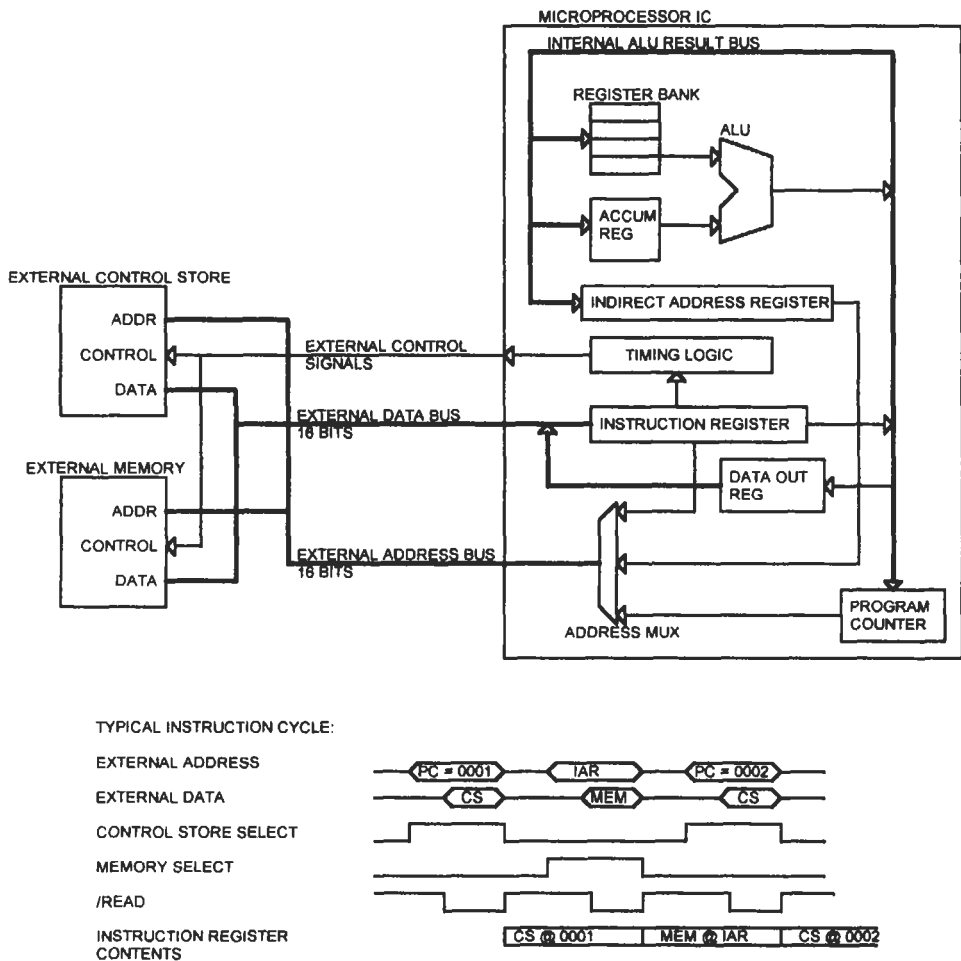 MICROPROCESSOR IC
INTERNAL ALU RESULT BUS
REGISTER BANK
ALU
ACCUM
REG
EXTERNAL CONTROL STORE
ADDR
CONTROL
DATA
INDIRECT ADDRESS REGISTER
EXTERNAL CONTROL
SIGNALS
TIMING LOGIC
EXTERNAL DATA BUS
16 BITS
INSTRUCTION REGISTER
EXTERNAL MEMORY
ADDR
CONTROL
DATA
DATA OUT
REG
EXTERNAL ADDRESS BUS
16 BITS
ADDRESS MUX
PROGRAM
COUNTER
TYPICAL INSTRUCTION CYCLE:
EXTERNAL ADDRESS
PC = 0001
IAR
PC = 0002
EXTERNAL DATA
CS
MEM
CS
CONTROL STORE SELECT
MEMORY SELECT
/READ
INSTRUCTION REGISTER
CONTENTS
CS @ 0001
MEM @ IAR
CS @ 0002